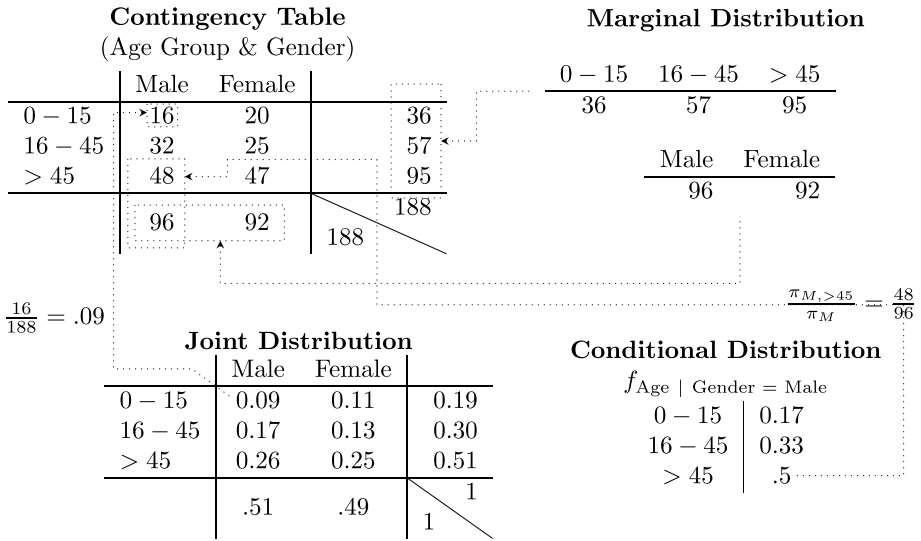 Contingency Table
(Age Group & Gender)
Male Female
0 − 15 16 20 36
16 − 45 32 25 57
> 45 48 47 95
96 92 188
188
Marginal Distribution
0 − 15 16 − 45 > 45
36 57 95
Male Female
96 92
16/188 = .09
π_{M,>45}/π_M = 48/96
Joint Distribution
Male Female
0 − 15 0.09 0.11 0.19
16 − 45 0.17 0.13 0.30
> 45 0.26 0.25 0.51
.51 .49 1
1
Conditional Distribution
f_{Age | Gender = Male}
0 − 15 0.17
16 − 45 0.33
> 45 .5